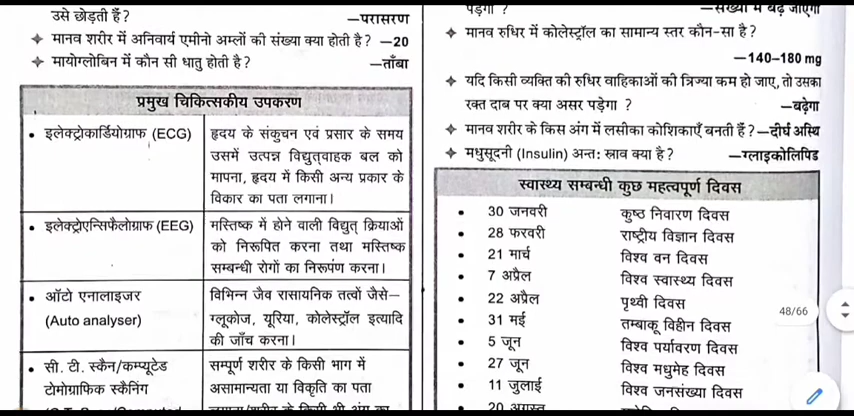 उसे छोड़ती हैं? —परासरण
✦ मानव शरीर में अनिवार्य एमीनो अम्लों की संख्या क्या होती है? —20
✦ मायोग्लोबिन में कौन सी धातु होती है? —ताँबा
प्रमुख चिकित्सकीय उपकरण
• इलेक्ट्रोकार्डियोग्राफ (ECG)
हृदय के संकुचन एवं प्रसार के समय
उसमें उत्पन्न विद्युत्वाहक बल को
मापना, हृदय में किसी अन्य प्रकार के
विकार का पता लगाना।
• इलेक्ट्रोएन्सिफैलोग्राफ (EEG)
मस्तिष्क में होने वाली विद्युत् क्रियाओं
को निरूपित करना तथा मस्तिष्क
सम्बन्धी रोगों का निरूपंण करना।
• ऑटो एनालाइजर
(Auto analyser)
विभिन्न जैव रासायनिक तत्वों जैसे—
ग्लूकोज, यूरिया, कोलेस्ट्रॉल इत्यादि
की जाँच करना।
• सी. टी. स्कैन/कम्प्यूटेड
टोमोग्राफिक स्कैनिंग
सम्पूर्ण शरीर के किसी भाग में
असामान्यता या विकृति का पता
पड़ेगा ? —संख्या में बढ़ जाएगी
✦ मानव रुधिर में कोलेस्ट्रॉल का सामान्य स्तर कौन-सा है?
—140–180 mg
✦ यदि किसी व्यक्ति की रुधिर वाहिकाओं की त्रिज्या कम हो जाए, तो उसका
रक्त दाब पर क्या असर पड़ेगा ? —बढ़ेगा
✦ मानव शरीर के किस अंग में लसीका कोशिकाएँ बनती हैं ?—दीर्घ अस्थि
✦ मधुसूदनी (Insulin) अन्त: स्राव क्या है ? —ग्लाइकोलिपिड
स्वास्थ्य सम्बन्धी कुछ महत्वपूर्ण दिवस
• 30 जनवरी कुष्ठ निवारण दिवस
• 28 फरवरी राष्ट्रीय विज्ञान दिवस
• 21 मार्च विश्व वन दिवस
• 7 अप्रैल विश्व स्वास्थ्य दिवस
• 22 अप्रैल पृथ्वी दिवस
• 31 मई तम्बाकू विहीन दिवस
• 5 जून विश्व पर्यावरण दिवस
• 27 जून विश्व मधुमेह दिवस
• 11 जुलाई विश्व जनसंख्या दिवस
• 20 अगस्त
48/66